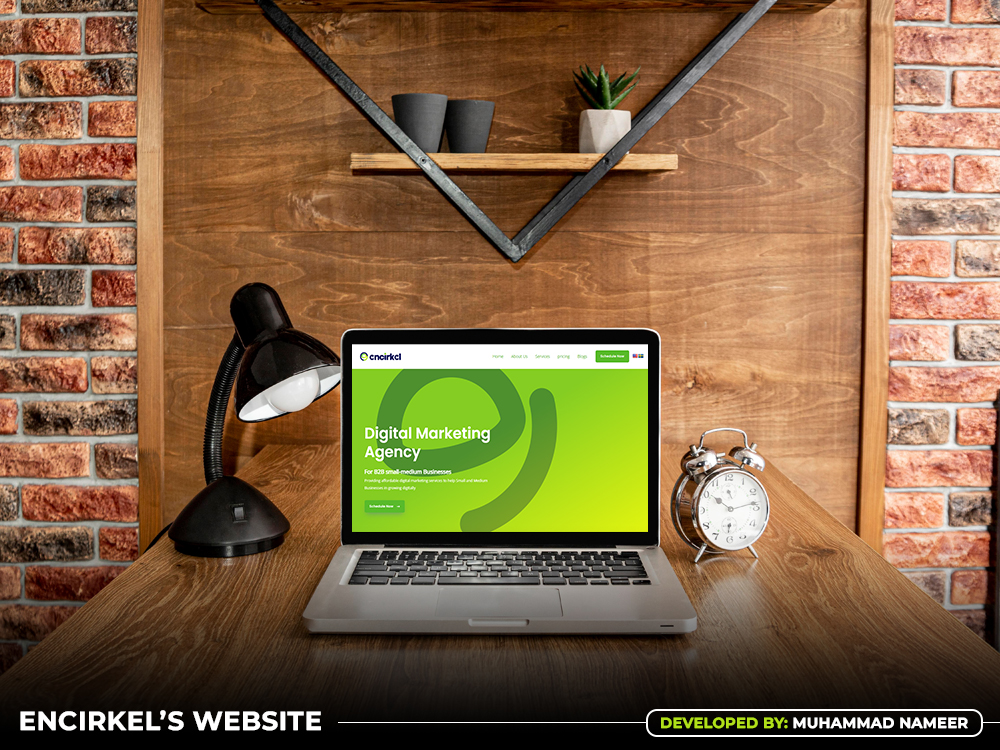 encirkel
Home About Us Services pricing Blogs Schedule Now
Digital Marketing
Agency
For B2B small-medium Businesses
Providing affordable digital marketing services to help Small and Medium
Businesses in growing digitally
Schedule Now
ENCIRKEL'S WEBSITE
DEVELOPED BY: MUHAMMAD NAMEER